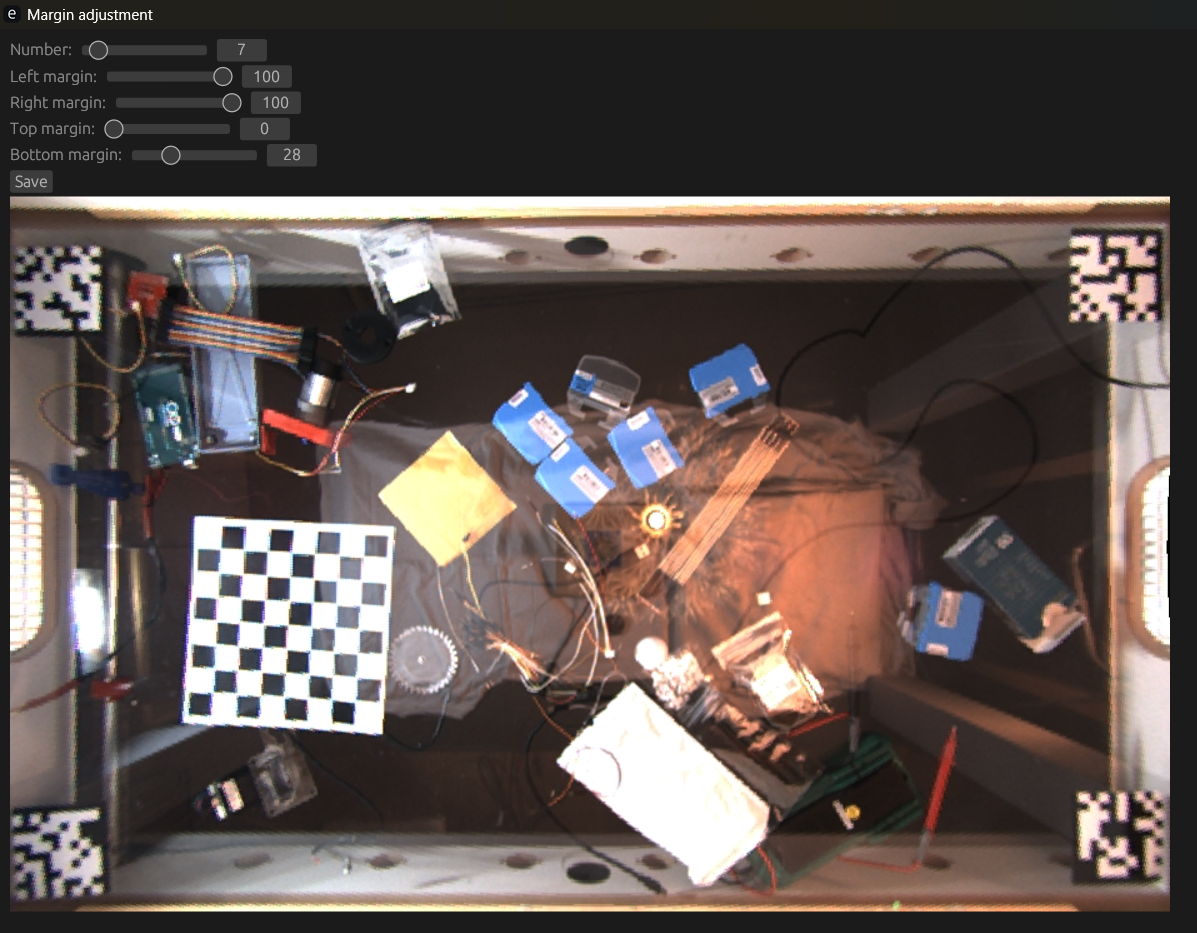 e Margin adjustment
Number: 7
Left margin: 100
Right margin: 100
Top margin: 0
Bottom margin: 28
Save